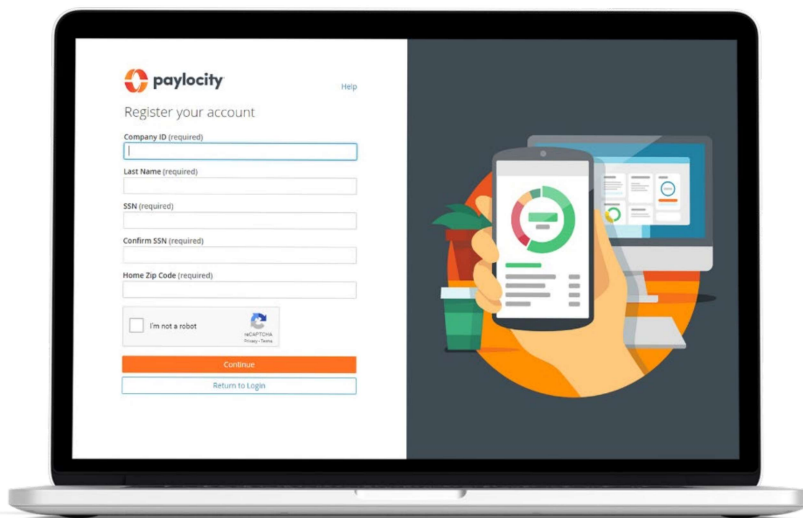 paylocity
Help
Register your account
Company ID (required)
Last Name (required)
SSN (required)
Confirm SSN (required)
Home Zip Code (required)
I'm not a robot
reCAPTCHA
Privacy - Terms
Continue
Return to Login